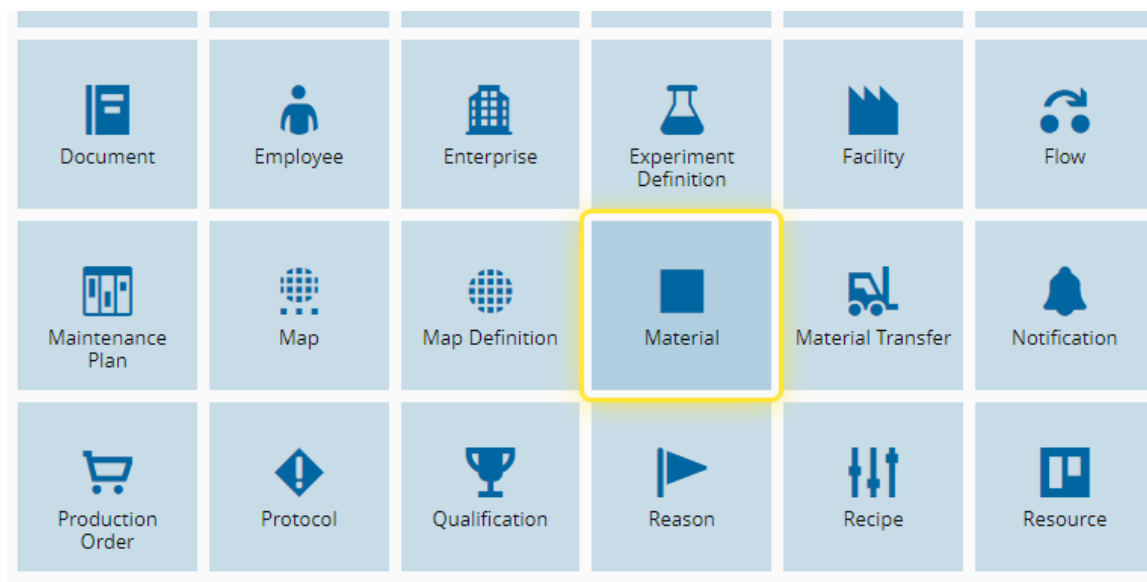 Document
Employee
Enterprise
Experiment
Definition
Facility
Flow
Maintenance
Plan
Map
Map Definition
Material
Material Transfer
Notification
Production
Order
Protocol
Qualification
Reason
Recipe
Resource